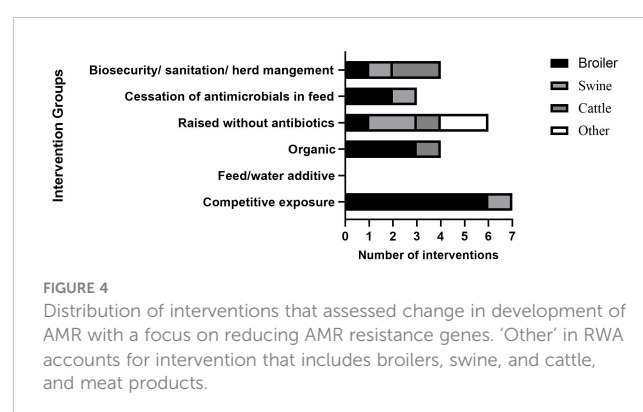 Intervention Groups
Biosecurity/ sanitation/ herd mangement
Cessation of antimicrobials in feed
Raised without antibiotics
Organic
Feed/water additive
Competitive exposure
0 1 2 3 4 5 6 7
Number of interventions
Broiler
Swine
Cattle
Other
FIGURE 4
Distribution of interventions that assessed change in development of
AMR with a focus on reducing AMR resistance genes. ‘Other’ in RWA
accounts for intervention that includes broilers, swine, and cattle,
and meat products.